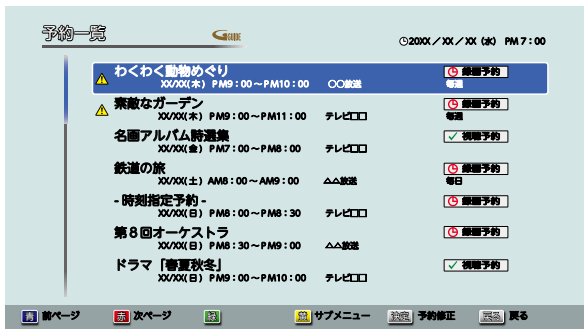 予約一覧 G GUIDE 20XX／XX／XX (水) PM 7：00
わくわく動物めぐり 録画予約
XX/XX(木) PM9：00～PM10：00 〇〇放送 毎週
素敵なガーデン 録画予約
XX/XX(木) PM9：00～PM11：00 テレビ□□ 毎週
名画アルバム特選集 視聴予約
XX/XX(金) PM7：00～PM8：00 テレビ□□
鉄道の旅 録画予約
XX/XX(土) AM8：00～AM9：00 △△放送 毎日
- 時刻指定予約 - 録画予約
XX/XX(日) PM8：00～PM8：30 テレビ□□
第８回オーケストラ 録画予約
XX/XX(日) PM8：30～PM9：00 △△放送
ドラマ「春夏秋冬」 視聴予約
XX/XX(日) PM9：00～PM10：00 テレビ□□
青 前ページ 赤 次ページ 緑 黄 サブメニュー 決定 予約修正 戻る 戻る